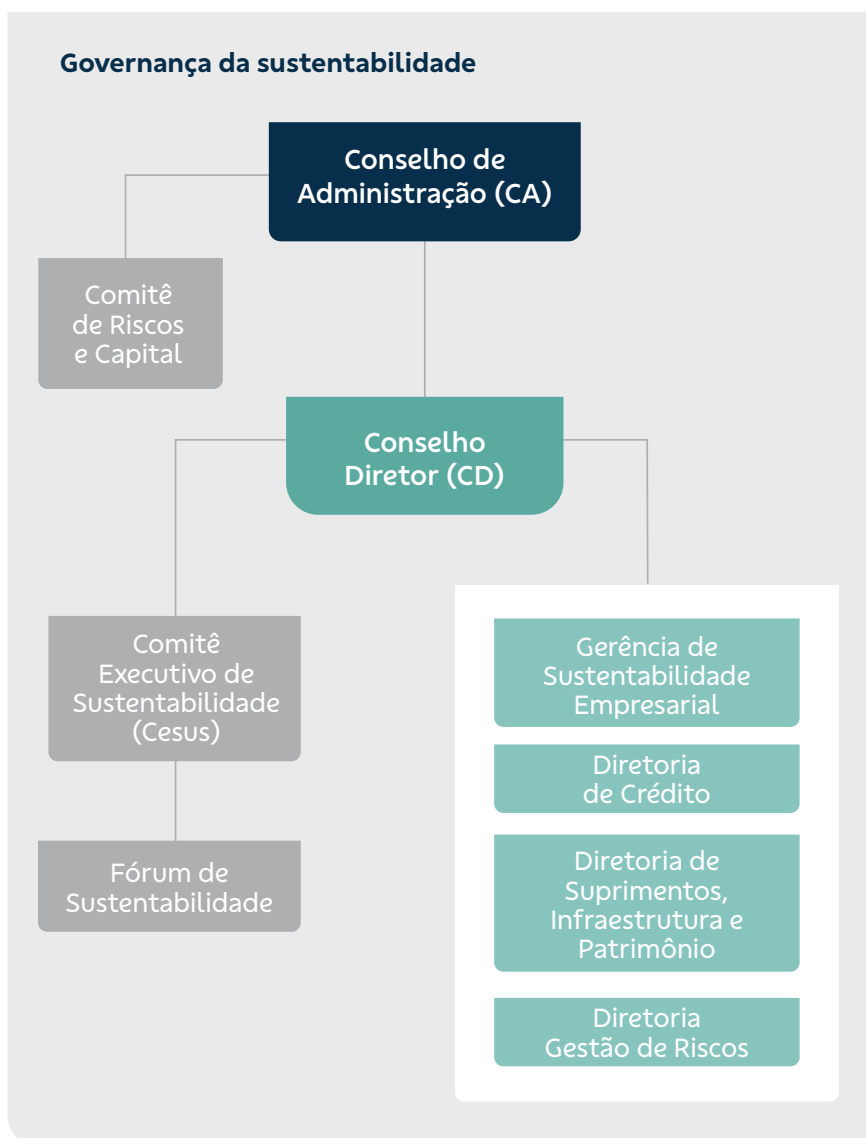 Governança da sustentabilidade
Conselho de
Administração (CA)
Comitê
de Riscos
e Capital
Conselho
Diretor (CD)
Comitê
Executivo de
Sustentabilidade
(Cesus)
Fórum de
Sustentabilidade
Gerência de
Sustentabilidade
Empresarial
Diretoria
de Crédito
Diretoria de
Suprimentos,
Infraestrutura e
Patrimônio
Diretoria
Gestão de Riscos